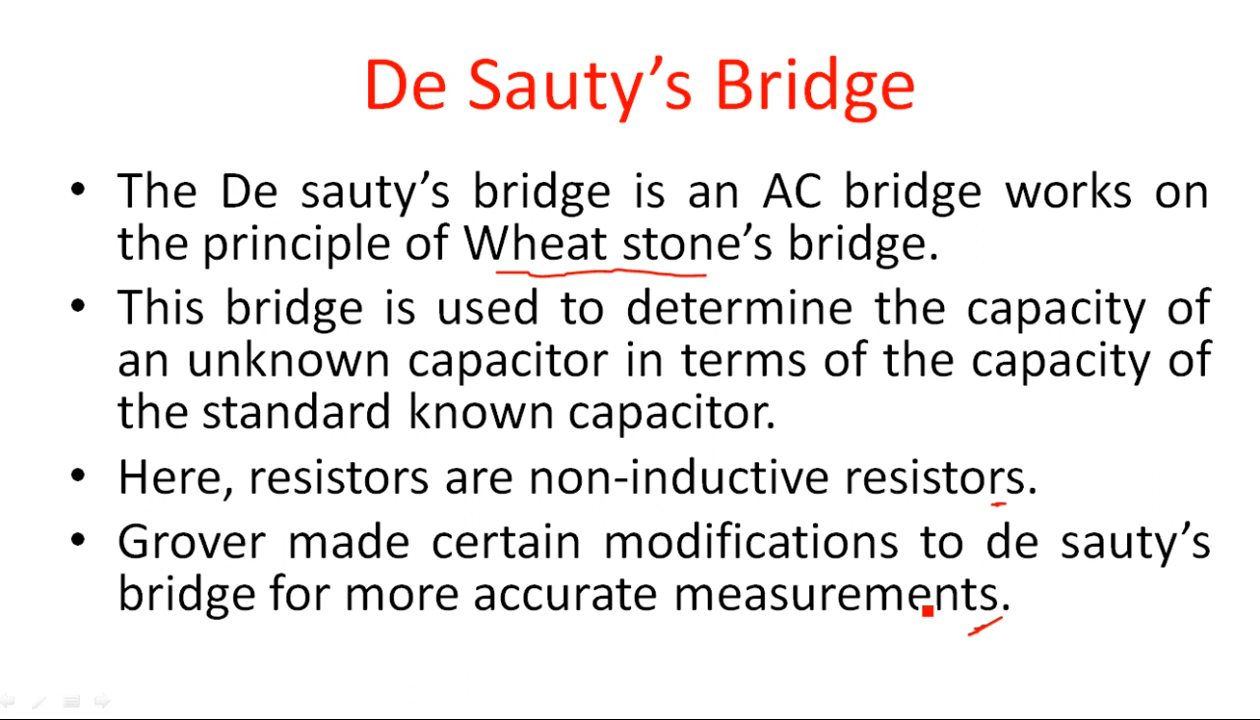 De Sauty’s Bridge
• The De sauty’s bridge is an AC bridge works on
the principle of Wheat stone’s bridge.
• This bridge is used to determine the capacity of
an unknown capacitor in terms of the capacity of
the standard known capacitor.
• Here, resistors are non-inductive resistors.
• Grover made certain modifications to de sauty’s
bridge for more accurate measurements.